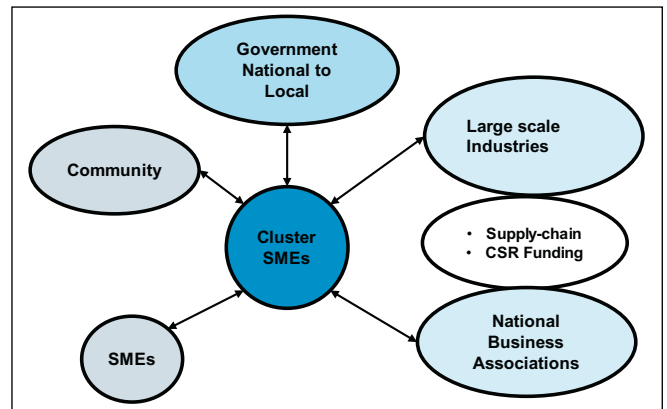 Government
National to
Local
Large scale
Industries
Community
Cluster
SMEs
• Supply-chain
• CSR Funding
SMEs
National
Business
Associations